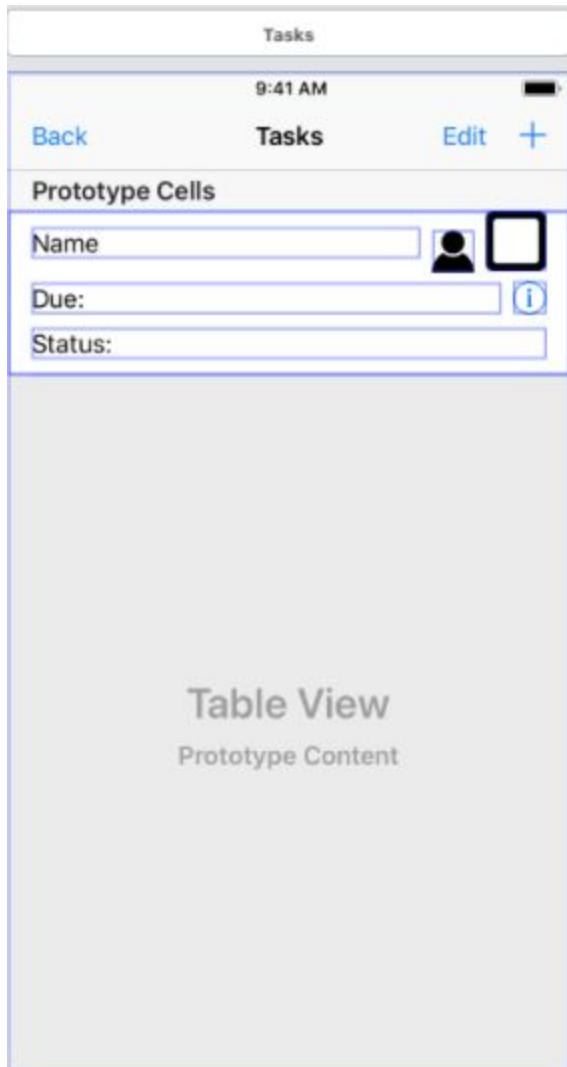 Tasks
9:41 AM
Back Tasks Edit +
Prototype Cells
Name
Due: i
Status:
Table View
Prototype Content